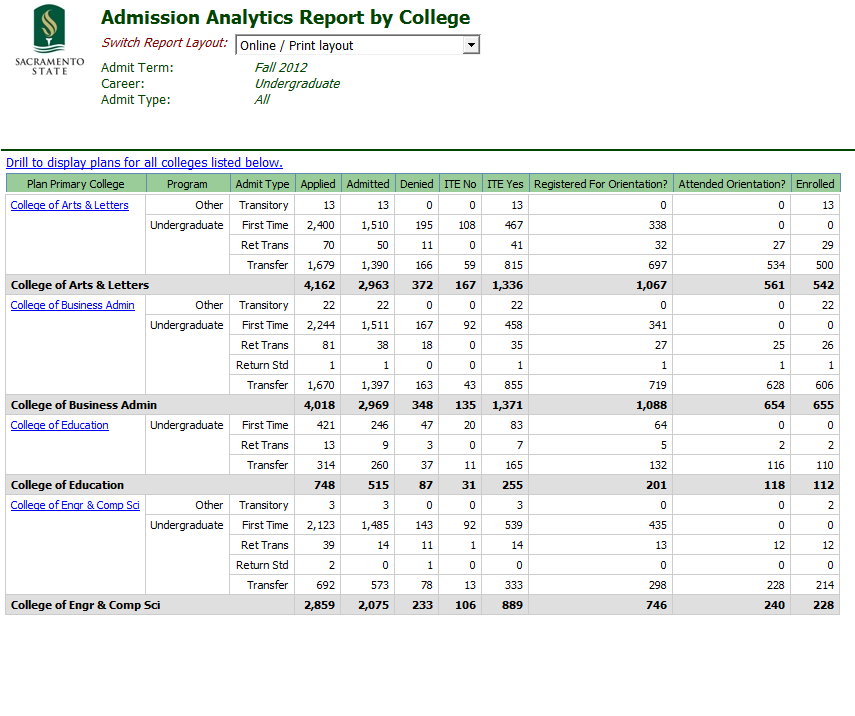 SACRAMENTO
STATE
Admission Analytics Report by College
Switch Report Layout: Online / Print layout
Admit Term: Fall 2012
Career: Undergraduate
Admit Type: All
Drill to display plans for all colleges listed below.
Plan Primary College Program Admit Type Applied Admitted Denied ITE No ITE Yes Registered For Orientation? Attended Orientation? Enrolled
College of Arts & Letters Other Transitory 13 13 0 0 13 0 0 13
Undergraduate First Time 2,400 1,510 195 108 467 338 0 0
Ret Trans 70 50 11 0 41 32 27 29
Transfer 1,679 1,390 166 59 815 697 534 500
College of Arts & Letters 4,162 2,963 372 167 1,336 1,067 561 542
College of Business Admin Other Transitory 22 22 0 0 22 0 0 22
Undergraduate First Time 2,244 1,511 167 92 458 341 0 0
Ret Trans 81 38 18 0 35 27 25 26
Return Std 1 1 0 0 1 1 1 1
Transfer 1,670 1,397 163 43 855 719 628 606
College of Business Admin 4,018 2,969 348 135 1,371 1,088 654 655
College of Education Undergraduate First Time 421 246 47 20 83 64 0 0
Ret Trans 13 9 3 0 7 5 2 2
Transfer 314 260 37 11 165 132 116 110
College of Education 748 515 87 31 255 201 118 112
College of Engr & Comp Sci Other Transitory 3 3 0 0 3 0 0 2
Undergraduate First Time 2,123 1,485 143 92 539 435 0 0
Ret Trans 39 14 11 1 14 13 12 12
Return Std 2 0 1 0 0 0 0 0
Transfer 692 573 78 13 333 298 228 214
College of Engr & Comp Sci 2,859 2,075 233 106 889 746 240 228